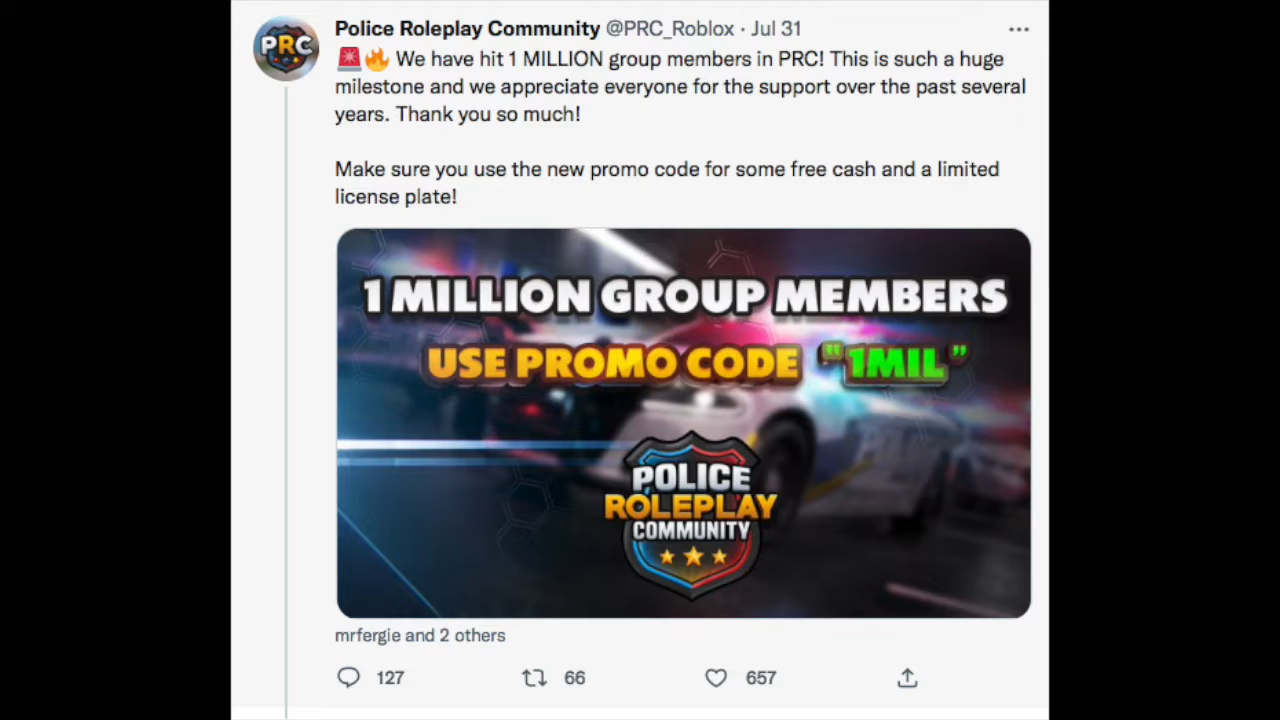 PRC
Police Roleplay Community @PRC_Roblox · Jul 31
🚨🔥 We have hit 1 MILLION group members in PRC! This is such a huge
milestone and we appreciate everyone for the support over the past several
years. Thank you so much!
Make sure you use the new promo code for some free cash and a limited
license plate!
1 MILLION GROUP MEMBERS
USE PROMO CODE "1MIL"
POLICE
ROLEPLAY
COMMUNITY
mrfergie and 2 others
127 66 657